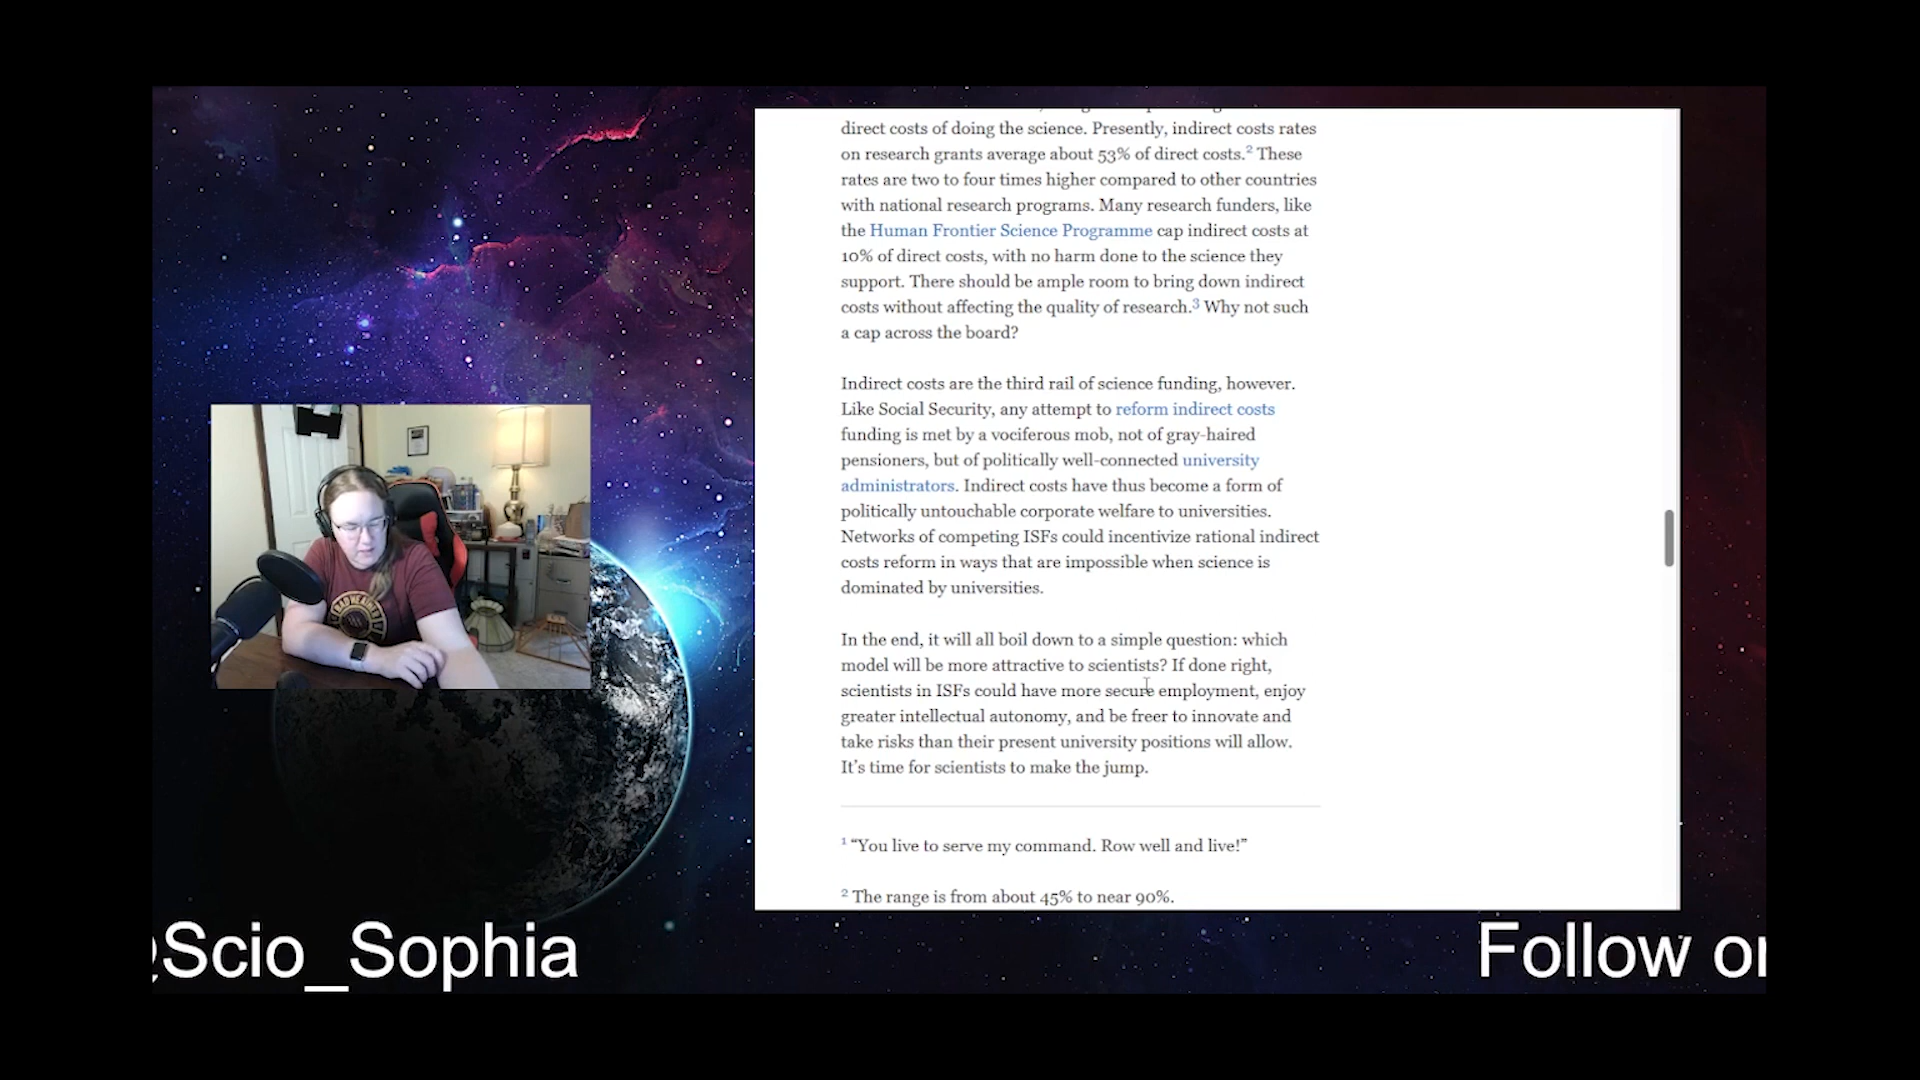 direct costs of doing the science. Presently, indirect costs rates
on research grants average about 53% of direct costs.2 These
rates are two to four times higher compared to other countries
with national research programs. Many research funders, like
the Human Frontier Science Programme cap indirect costs at
10% of direct costs, with no harm done to the science they
support. There should be ample room to bring down indirect
costs without affecting the quality of research.3 Why not such
a cap across the board?
Indirect costs are the third rail of science funding, however.
Like Social Security, any attempt to reform indirect costs
funding is met by a vociferous mob, not of gray-haired
pensioners, but of politically well-connected university
administrators. Indirect costs have thus become a form of
politically untouchable corporate welfare to universities.
Networks of competing ISFs could incentivize rational indirect
costs reform in ways that are impossible when science is
dominated by universities.
In the end, it will all boil down to a simple question: which
model will be more attractive to scientists? If done right,
scientists in ISFs could have more secure employment, enjoy
greater intellectual autonomy, and be freer to innovate and
take risks than their present university positions will allow.
It's time for scientists to make the jump.
1 “You live to serve my command. Row well and live!”
2 The range is from about 45% to near 90%.
@Scio_Sophia
Follow on